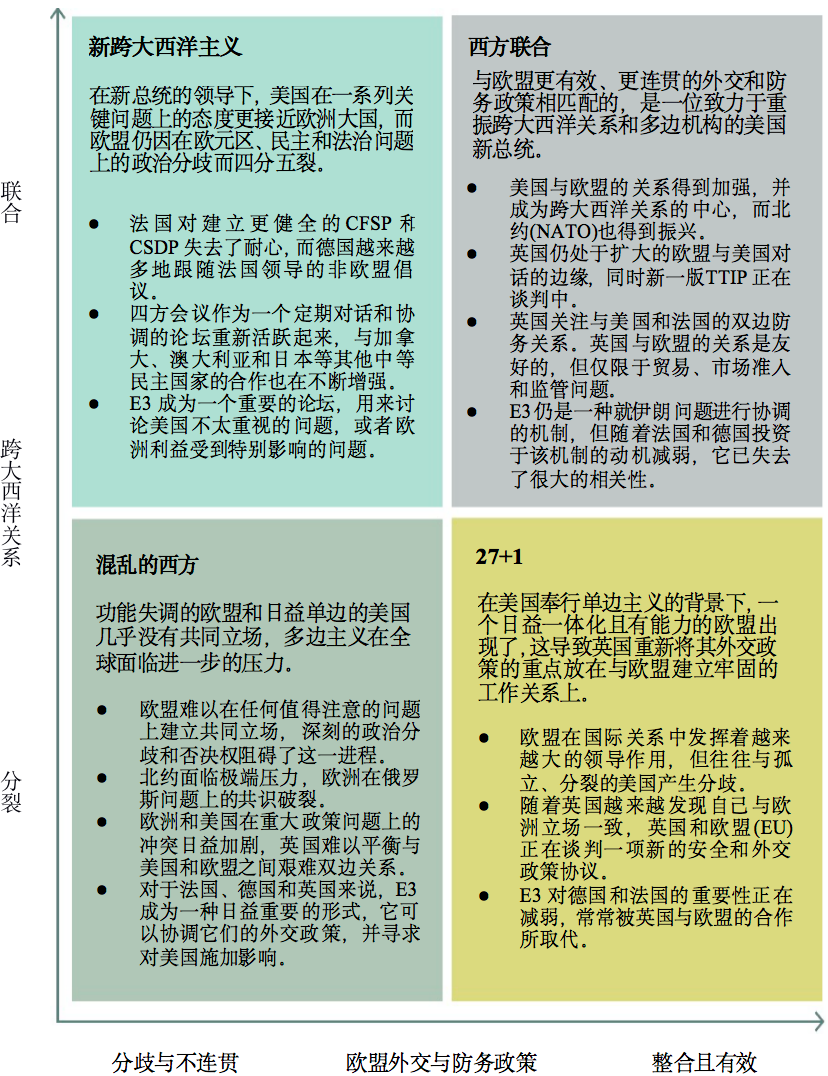 新跨大西洋主义
在新总统的领导下，美国在一系列关
键问题上的态度更接近欧洲大国，而
欧盟仍因在欧元区、民主和法治问题
上的政治分歧而四分五裂。
● 法国对建立更健全的CFSP 和
CSDP 失去了耐心，而德国越来越
多地跟随法国领导的非欧盟倡
议。
● 四方会议作为一个定期对话和协
调的论坛重新活跃起来，与加拿
大、澳大利亚和日本等其他中等
民主国家的合作也在不断增强。
● E3 成为一个重要的论坛，用来讨
论美国不太重视的问题，或者欧
洲利益受到特别影响的问题。
西方联合
与欧盟更有效、更连贯的外交和防
务政策相匹配的，是一位致力于重
振跨大西洋关系和多边机构的美国
新总统。
● 美国与欧盟的关系得到加强，并
成为跨大西洋关系的中心，而北
约(NATO)也得到振兴。
● 英国仍处于扩大的欧盟与美国对
话的边缘，同时新一版TTIP 正在
谈判中。
● 英国关注与美国和法国的双边防
务关系。英国与欧盟的关系是友
好的，但仅限于贸易、市场准入
和监管问题。
● E3仍是一种就伊朗问题进行协调
的机制，但随着法国和德国投资
于该机制的动机减弱，它已失去
了很大的相关性。
混乱的西方
功能失调的欧盟和日益单边的美国
几乎没有共同立场，多边主义在全
球面临进一步的压力。
● 欧盟难以在任何值得注意的问题
上建立共同立场，深刻的政治分
歧和否决权阻碍了这一进程。
● 北约面临极端压力，欧洲在俄罗
斯问题上的共识破裂。
● 欧洲和美国在重大政策问题上的
冲突日益加剧，英国难以平衡与
美国和欧盟之间艰难双边关系。
● 对于法国、德国和英国来说，E3
成为一种日益重要的形式，它可
以协调它们的外交政策，并寻求
对美国施加影响。
27+1
在美国奉行单边主义的背景下，一
个日益一体化且有能力的欧盟出
现了，这导致英国重新将其外交政
策的重点放在与欧盟建立牢固的
工作关系上。
● 欧盟在国际关系中发挥着越来
越大的领导作用，但往往与孤
立、分裂的美国产生分歧。
● 随着英国越来越发现自己与欧
洲立场一致，英国和欧盟(EU)
正在谈判一项新的安全和外交
政策协议。
● E3 对德国和法国的重要性正在
减弱，常常被英国与欧盟的合作
所取代。
联合
跨大西洋关系
分裂
分歧与不连贯
欧盟外交与防务政策
整合且有效